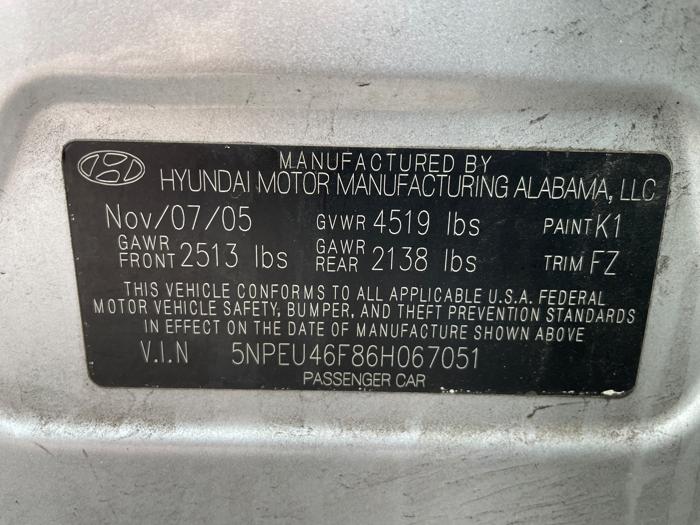 MANUFACTURED BY
HYUNDAI MOTOR MANUFACTURING ALABAMA, LLC
Nov/07/05 GVWR 4519 lbs PAINT K1
GAWR FRONT 2513 lbs GAWR REAR 2138 lbs TRIM FZ
THIS VEHICLE CONFORMS TO ALL APPLICABLE U.S.A. FEDERAL
MOTOR VEHICLE SAFETY, BUMPER, AND THEFT PREVENTION STANDARDS
IN EFFECT ON THE DATE OF MANUFACTURE SHOWN ABOVE
V.I.N 5NPEU46F86H067051
PASSENGER CAR